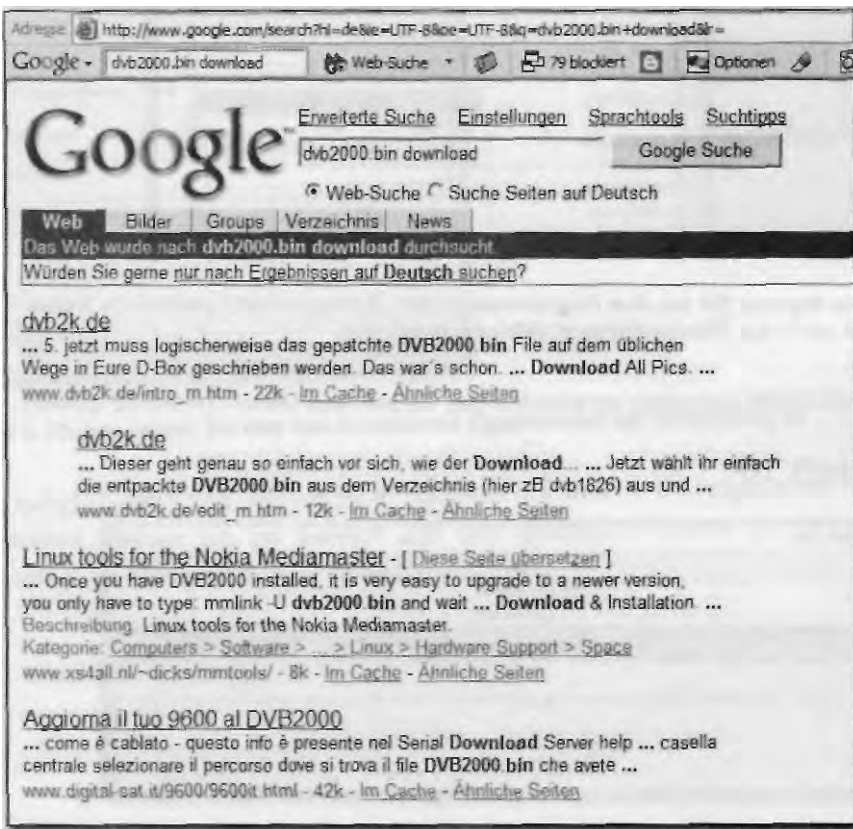 Adresse http://www.google.com/search?hl=de&ie=UTF-8&oe=UTF-8&q=dvb2000.bin+download&lr=
Google dvb2000.bin download Web-Suche 79 blockiert Optionen
Google Erweiterte Suche Einstellungen Sprachtools Suchtipps
dvb2000.bin download Google Suche
Web-Suche Suche Seiten auf Deutsch
Web Bilder Groups Verzeichnis News
Das Web wurde nach dvb2000.bin download durchsucht.
Würden Sie gerne nur nach Ergebnissen auf Deutsch suchen?
dvb2k.de
... 5. jetzt muss logischerweise das gepatchte DVB2000.bin File auf dem üblichen
Wege in Eure D-Box geschrieben werden. Das war's schon. ... Download All Pics. ...
www.dvb2k.de/intro_m.htm - 22k - Im Cache - Ähnliche Seiten
dvb2k.de
... Dieser geht genau so einfach vor sich, wie der Download... ... Jetzt wählt ihr einfach
die entpackte DVB2000.bin aus dem Verzeichnis (hier zB dvb1826) aus und ...
www.dvb2k.de/edit_m.htm - 12k - Im Cache - Ähnliche Seiten
Linux tools for the Nokia Mediamaster - [ Diese Seite übersetzen ]
... Once you have DVB2000 installed, it is very easy to upgrade to a newer version,
you only have to type: mmlink -U dvb2000.bin and wait ... Download & Installation. ...
Beschreibung: Linux tools for the Nokia Mediamaster.
Kategorie: Computers > Software > ... > Linux > Hardware Support > Space
www.xs4all.nl/~dicks/mmtools/ - 8k - Im Cache - Ähnliche Seiten
Aggiorna il tuo 9600 al DVB2000
... come è cablato - questo info è presente nel Serial Download Server help ... casella
centrale selezionare il percorso dove si trova il file DVB2000.bin che avete ...
www.digital-sat.it/9600/9600it.html - 42k - Im Cache - Ähnliche Seiten